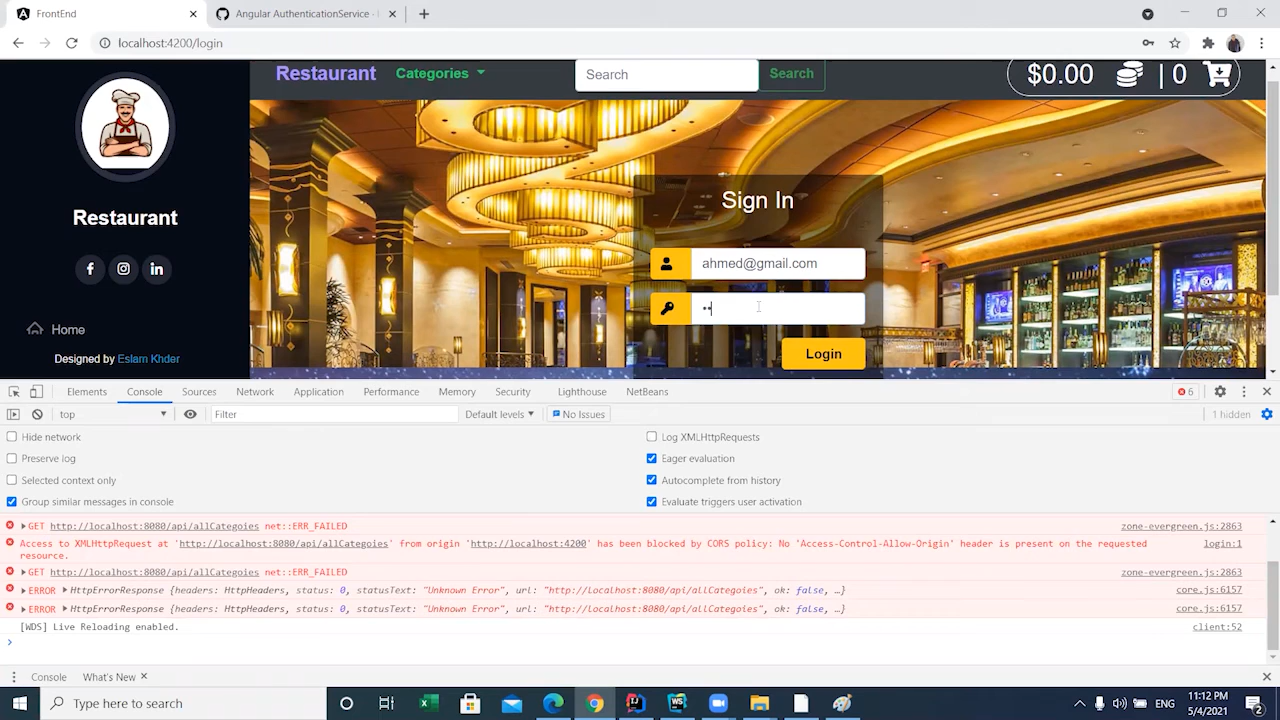 FrontEnd
Angular AuthenticationService ·
localhost:4200/login
Restaurant
Categories
Search
Search
$0.00
| 0
Restaurant
Home
Designed by Eslam Khder
Sign In
ahmed@gmail.com
Login
Elements Console Sources Network Application Performance Memory Security Lighthouse NetBeans 6
top Filter Default levels No Issues 1 hidden
Hide network Log XMLHttpRequests
Preserve log Eager evaluation
Selected context only Autocomplete from history
Group similar messages in console Evaluate triggers user activation
GET http://localhost:8080/api/allCategoies net::ERR_FAILED zone-evergreen.js:2863
Access to XMLHttpRequest at 'http://localhost:8080/api/allCategoies' from origin 'http://localhost:4200' has been blocked by CORS policy: No 'Access-Control-Allow-Origin' header is present on the requested login:1
resource.
GET http://localhost:8080/api/allCategoies net::ERR_FAILED zone-evergreen.js:2863
ERROR HttpErrorResponse {headers: HttpHeaders, status: 0, statusText: "Unknown Error", url: "http://localhost:8080/api/allCategoies", ok: false, …} core.js:6157
ERROR HttpErrorResponse {headers: HttpHeaders, status: 0, statusText: "Unknown Error", url: "http://localhost:8080/api/allCategoies", ok: false, …} core.js:6157
[WDS] Live Reloading enabled. client:52
Console What's New
Type here to search
ENG
11:12 PM
5/4/2021
2